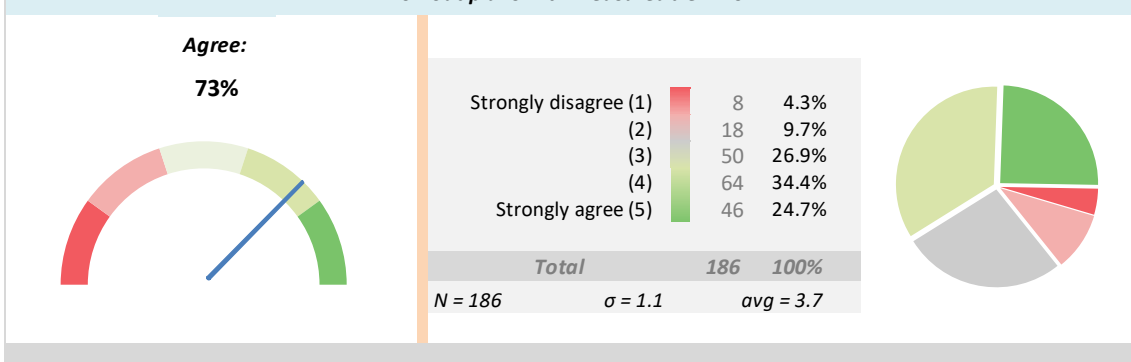 Agree:
73%
Strongly disagree (1) 8 4.3%
(2) 18 9.7%
(3) 50 26.9%
(4) 64 34.4%
Strongly agree (5) 46 24.7%
Total 186 100%
N = 186 σ = 1.1 avg = 3.7